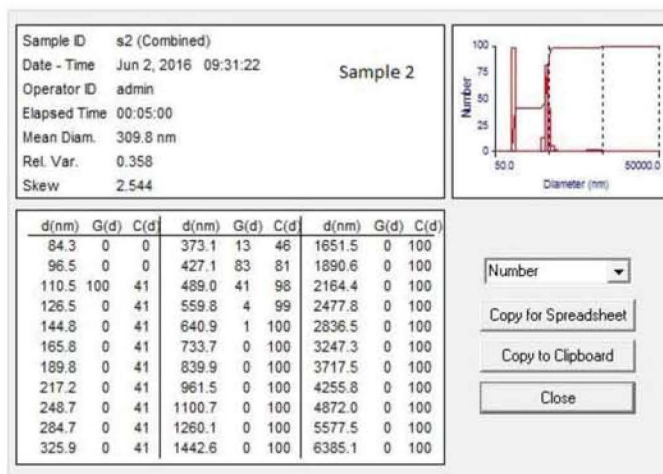 Sample ID s2 (Combined)
Date - Time Jun 2, 2016 09:31:22
Sample 2
Operator ID admin
Elapsed Time 00:05:00
Mean Diam. 309.8 nm
Rel. Var. 0.358
Skew 2.544
100
75
50
25
0
Number
50.0 50000.0
Diameter (nm)
d(nm) G(d) C(d) d(nm) G(d) C(d) d(nm) G(d) C(d)
84.3 0 0 373.1 13 46 1651.5 0 100
96.5 0 0 427.1 83 81 1890.6 0 100
110.5 100 41 489.0 41 98 2164.4 0 100
126.5 0 41 559.8 4 99 2477.8 0 100
144.8 0 41 640.9 1 100 2836.5 0 100
165.8 0 41 733.7 0 100 3247.3 0 100
189.8 0 41 839.9 0 100 3717.5 0 100
217.2 0 41 961.5 0 100 4255.8 0 100
248.7 0 41 1100.7 0 100 4872.0 0 100
284.7 0 41 1260.1 0 100 5577.5 0 100
325.9 0 41 1442.6 0 100 6385.1 0 100
Number
Copy for Spreadsheet
Copy to Clipboard
Close